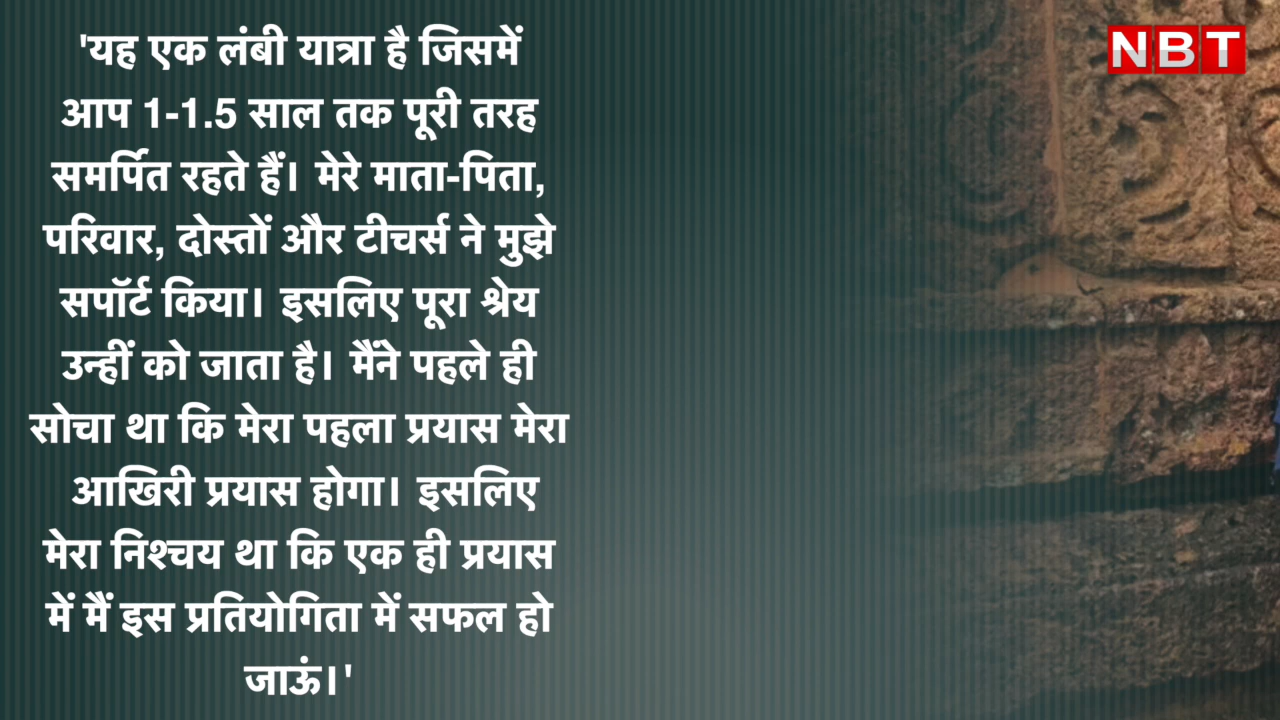 'यह एक लंबी यात्रा है जिसमें
आप 1-1.5 साल तक पूरी तरह
समर्पित रहते हैं। मेरे माता-पिता,
परिवार, दोस्तों और टीचर्स ने मुझे
सपॉर्ट किया। इसलिए पूरा श्रेय
उन्हीं को जाता है। मैंने पहले ही
सोचा था कि मेरा पहला प्रयास मेरा
आखिरी प्रयास होगा। इसलिए
मेरा निश्चय था कि एक ही प्रयास
में मैं इस प्रतियोगिता में सफल हो
जाऊं।'
NBT